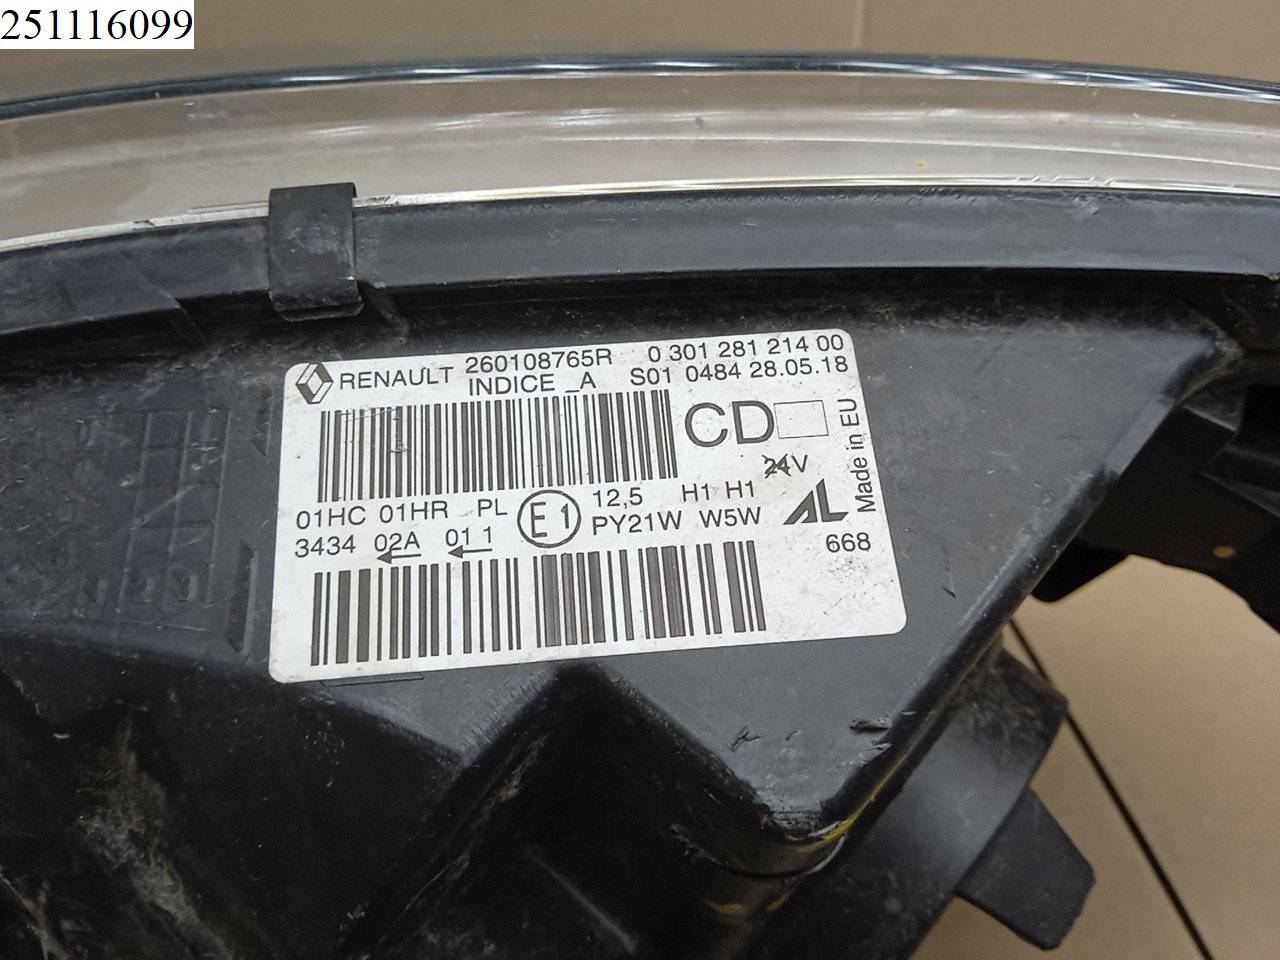 251116099
RENAULT 260108765R 0 301 281 214 00
INDICE _A S01 0484 28.05.18
CD
24V
Made in EU
01HC 01HR PL E1 12,5 H1 H1
3434 02A 01 1 PY21W W5W AL
668